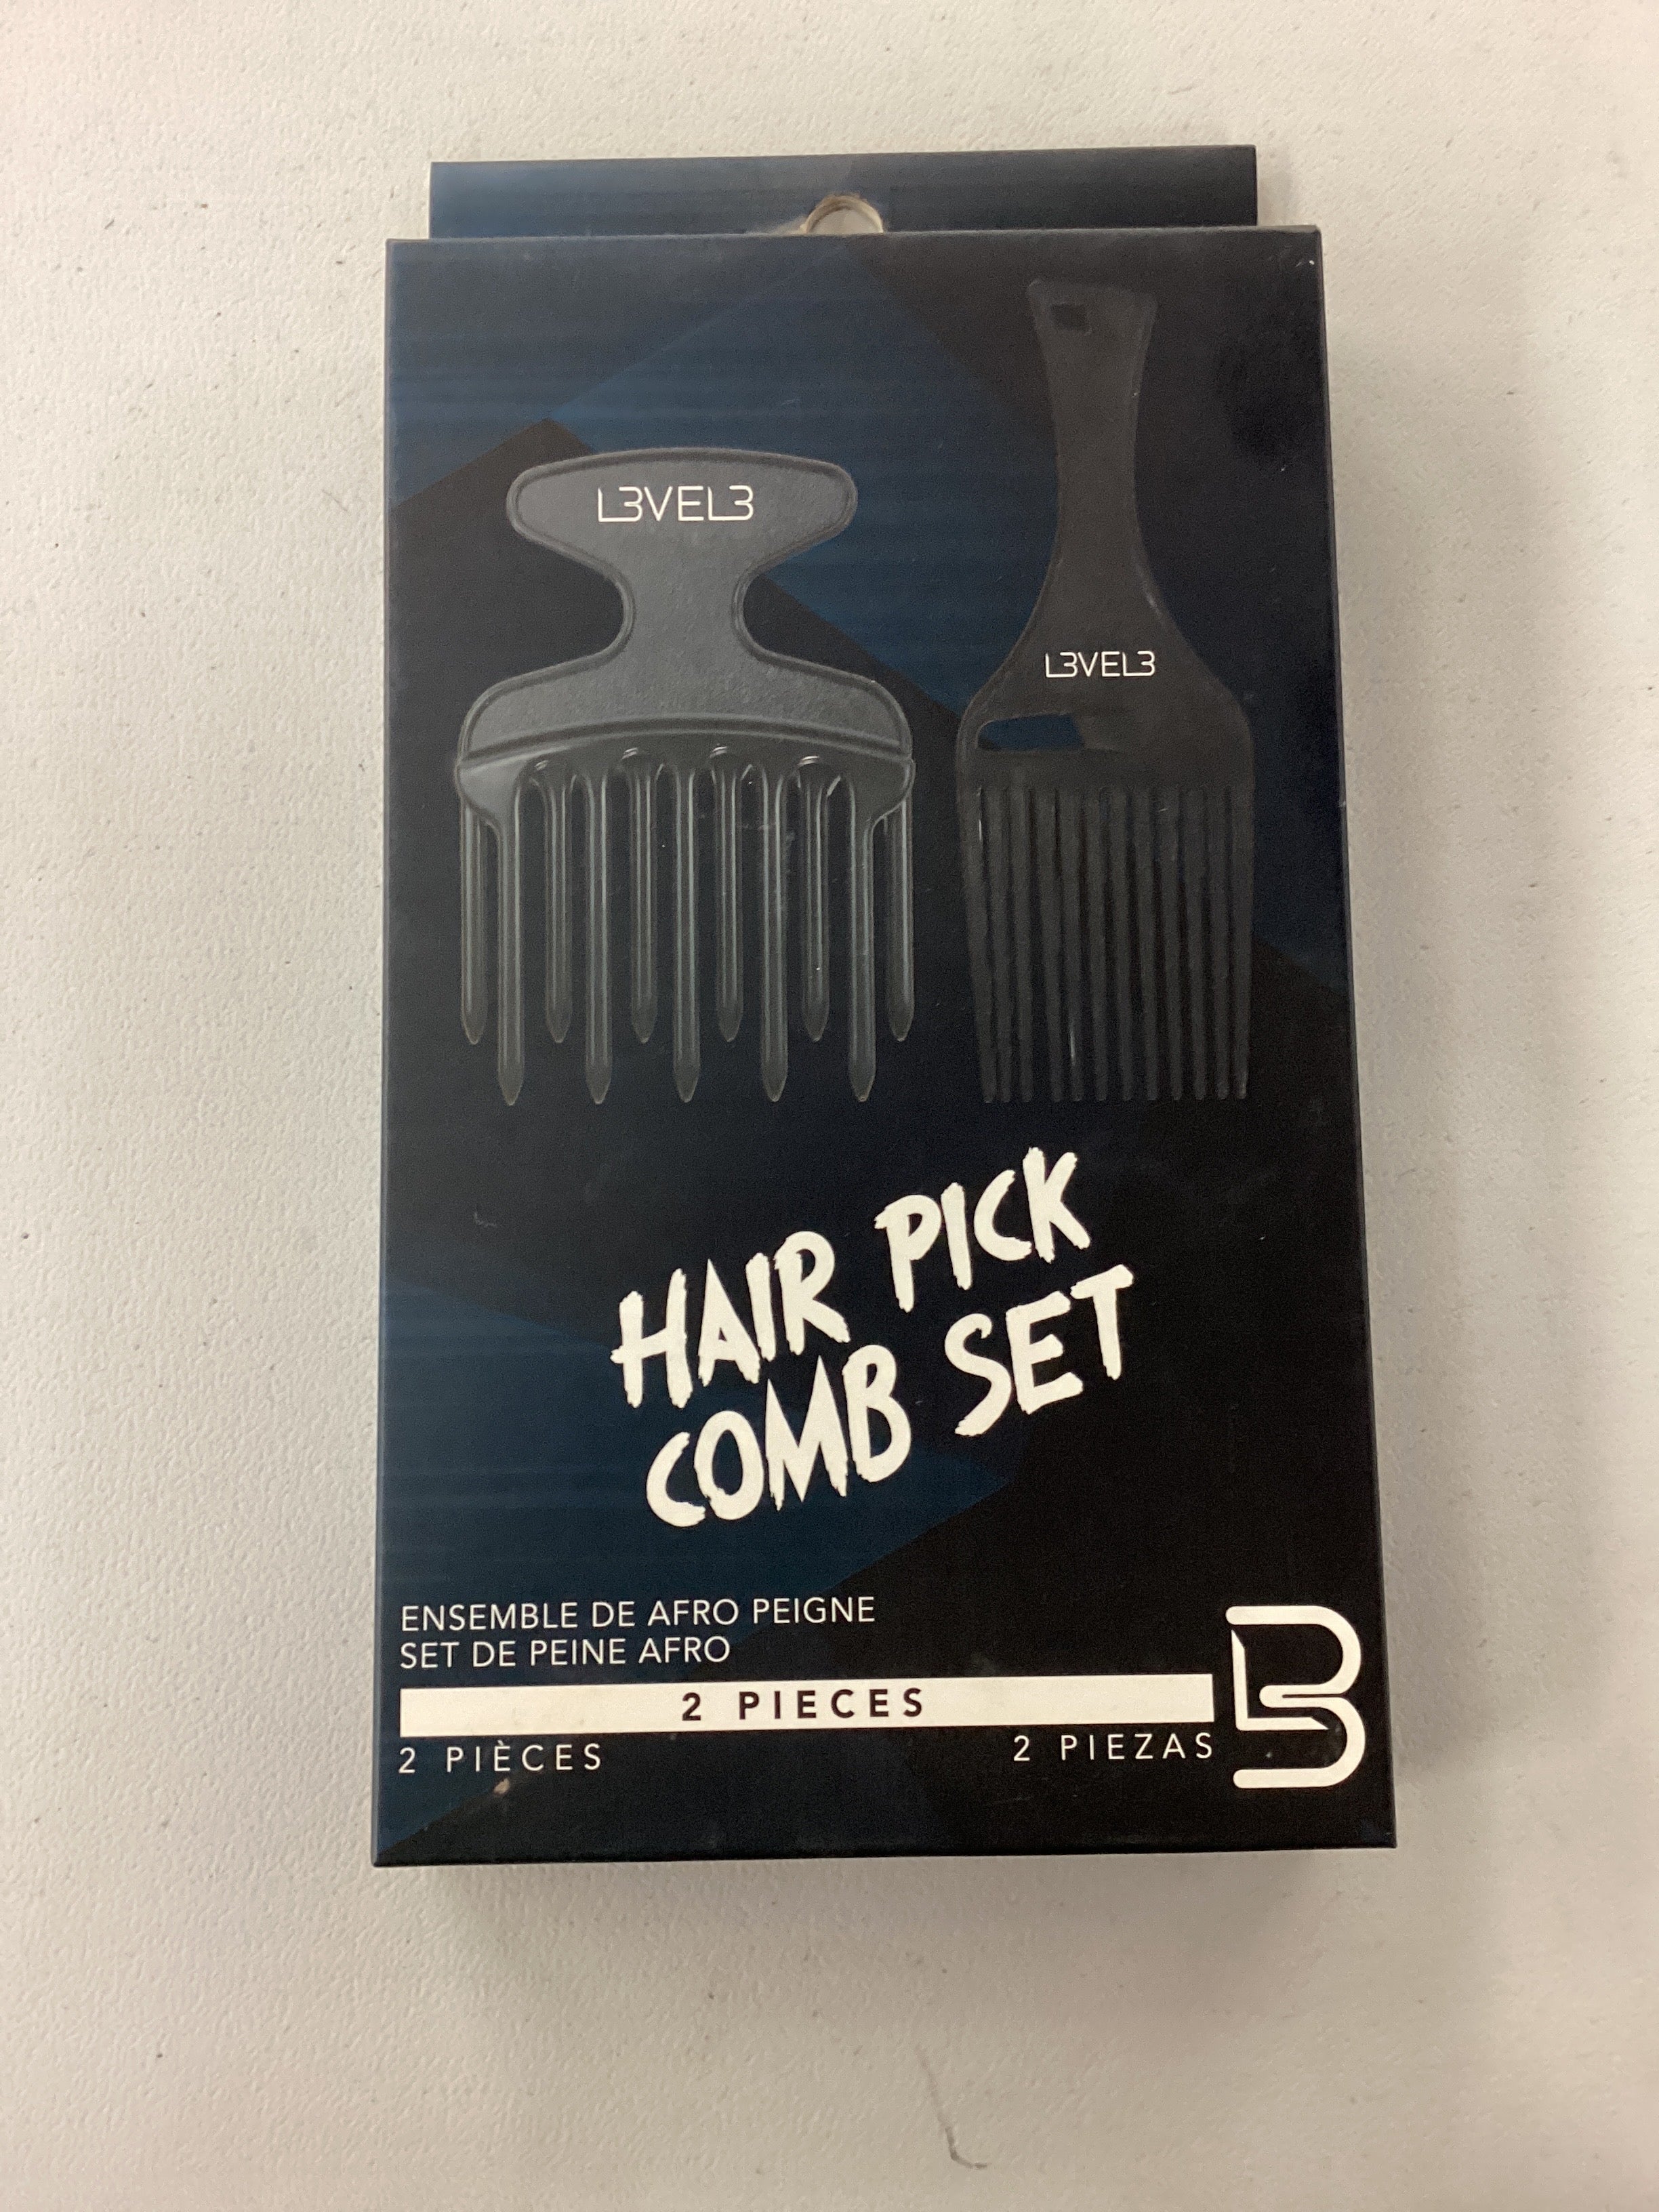 L3VEL3
L3VEL3
HAIR PICK
COMB SET
ENSEMBLE DE AFRO PEIGNE
SET DE PEINE AFRO
2 PIECES
2 PIÈCES
2 PIEZAS
L3